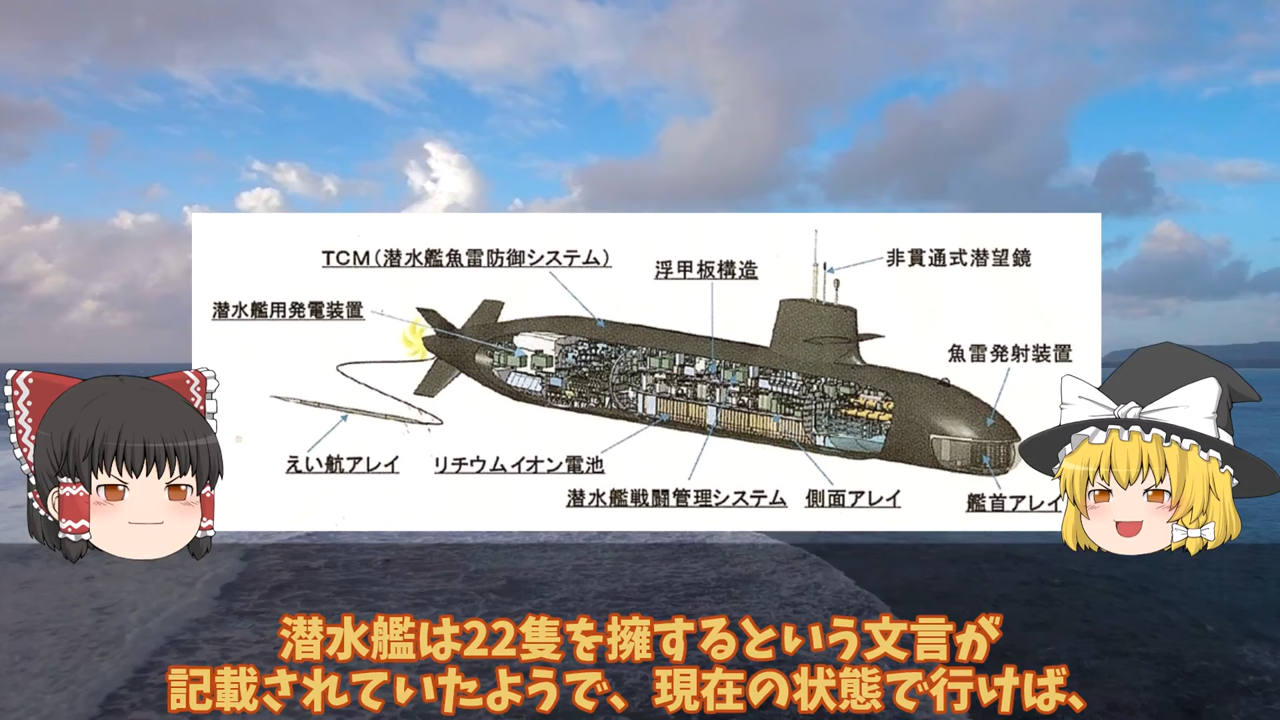 TCM(潜水艦魚雷防御システム)
浮甲板構造
非貫通式潜望鏡
潜水艦用発電装置
魚雷発射装置
えい航アレイ
リチウムイオン電池
潜水艦戦闘管理システム
側面アレイ
艦首アレイ
潜水艦は22隻を擁するという文言が
記載されていたようで、現在の状態で行けば、